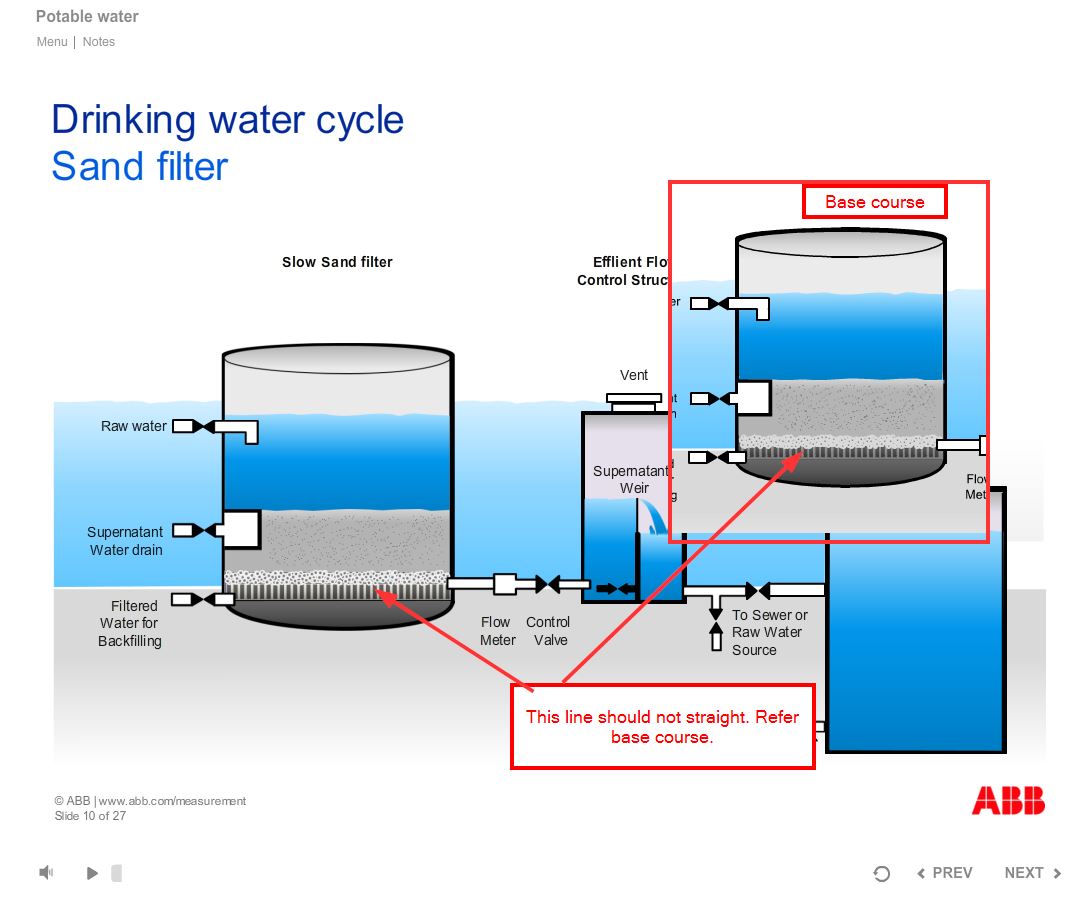 Potable water
Menu | Notes
Drinking water cycle
Sand filter
Base course
Slow Sand filter
Efflient Flo
Control Struc
er
Vent
nt
n
Raw water
Supernatant
Weir
d
r
g
Flow
Met
Supernatant
Water drain
Filtered
Water for
Backfilling
Flow
Meter
Control
Valve
To Sewer or
Raw Water
Source
This line should not straight. Refer
base course.
© ABB | www.abb.com/measurement
Slide 10 of 27
ABB
PREV
NEXT